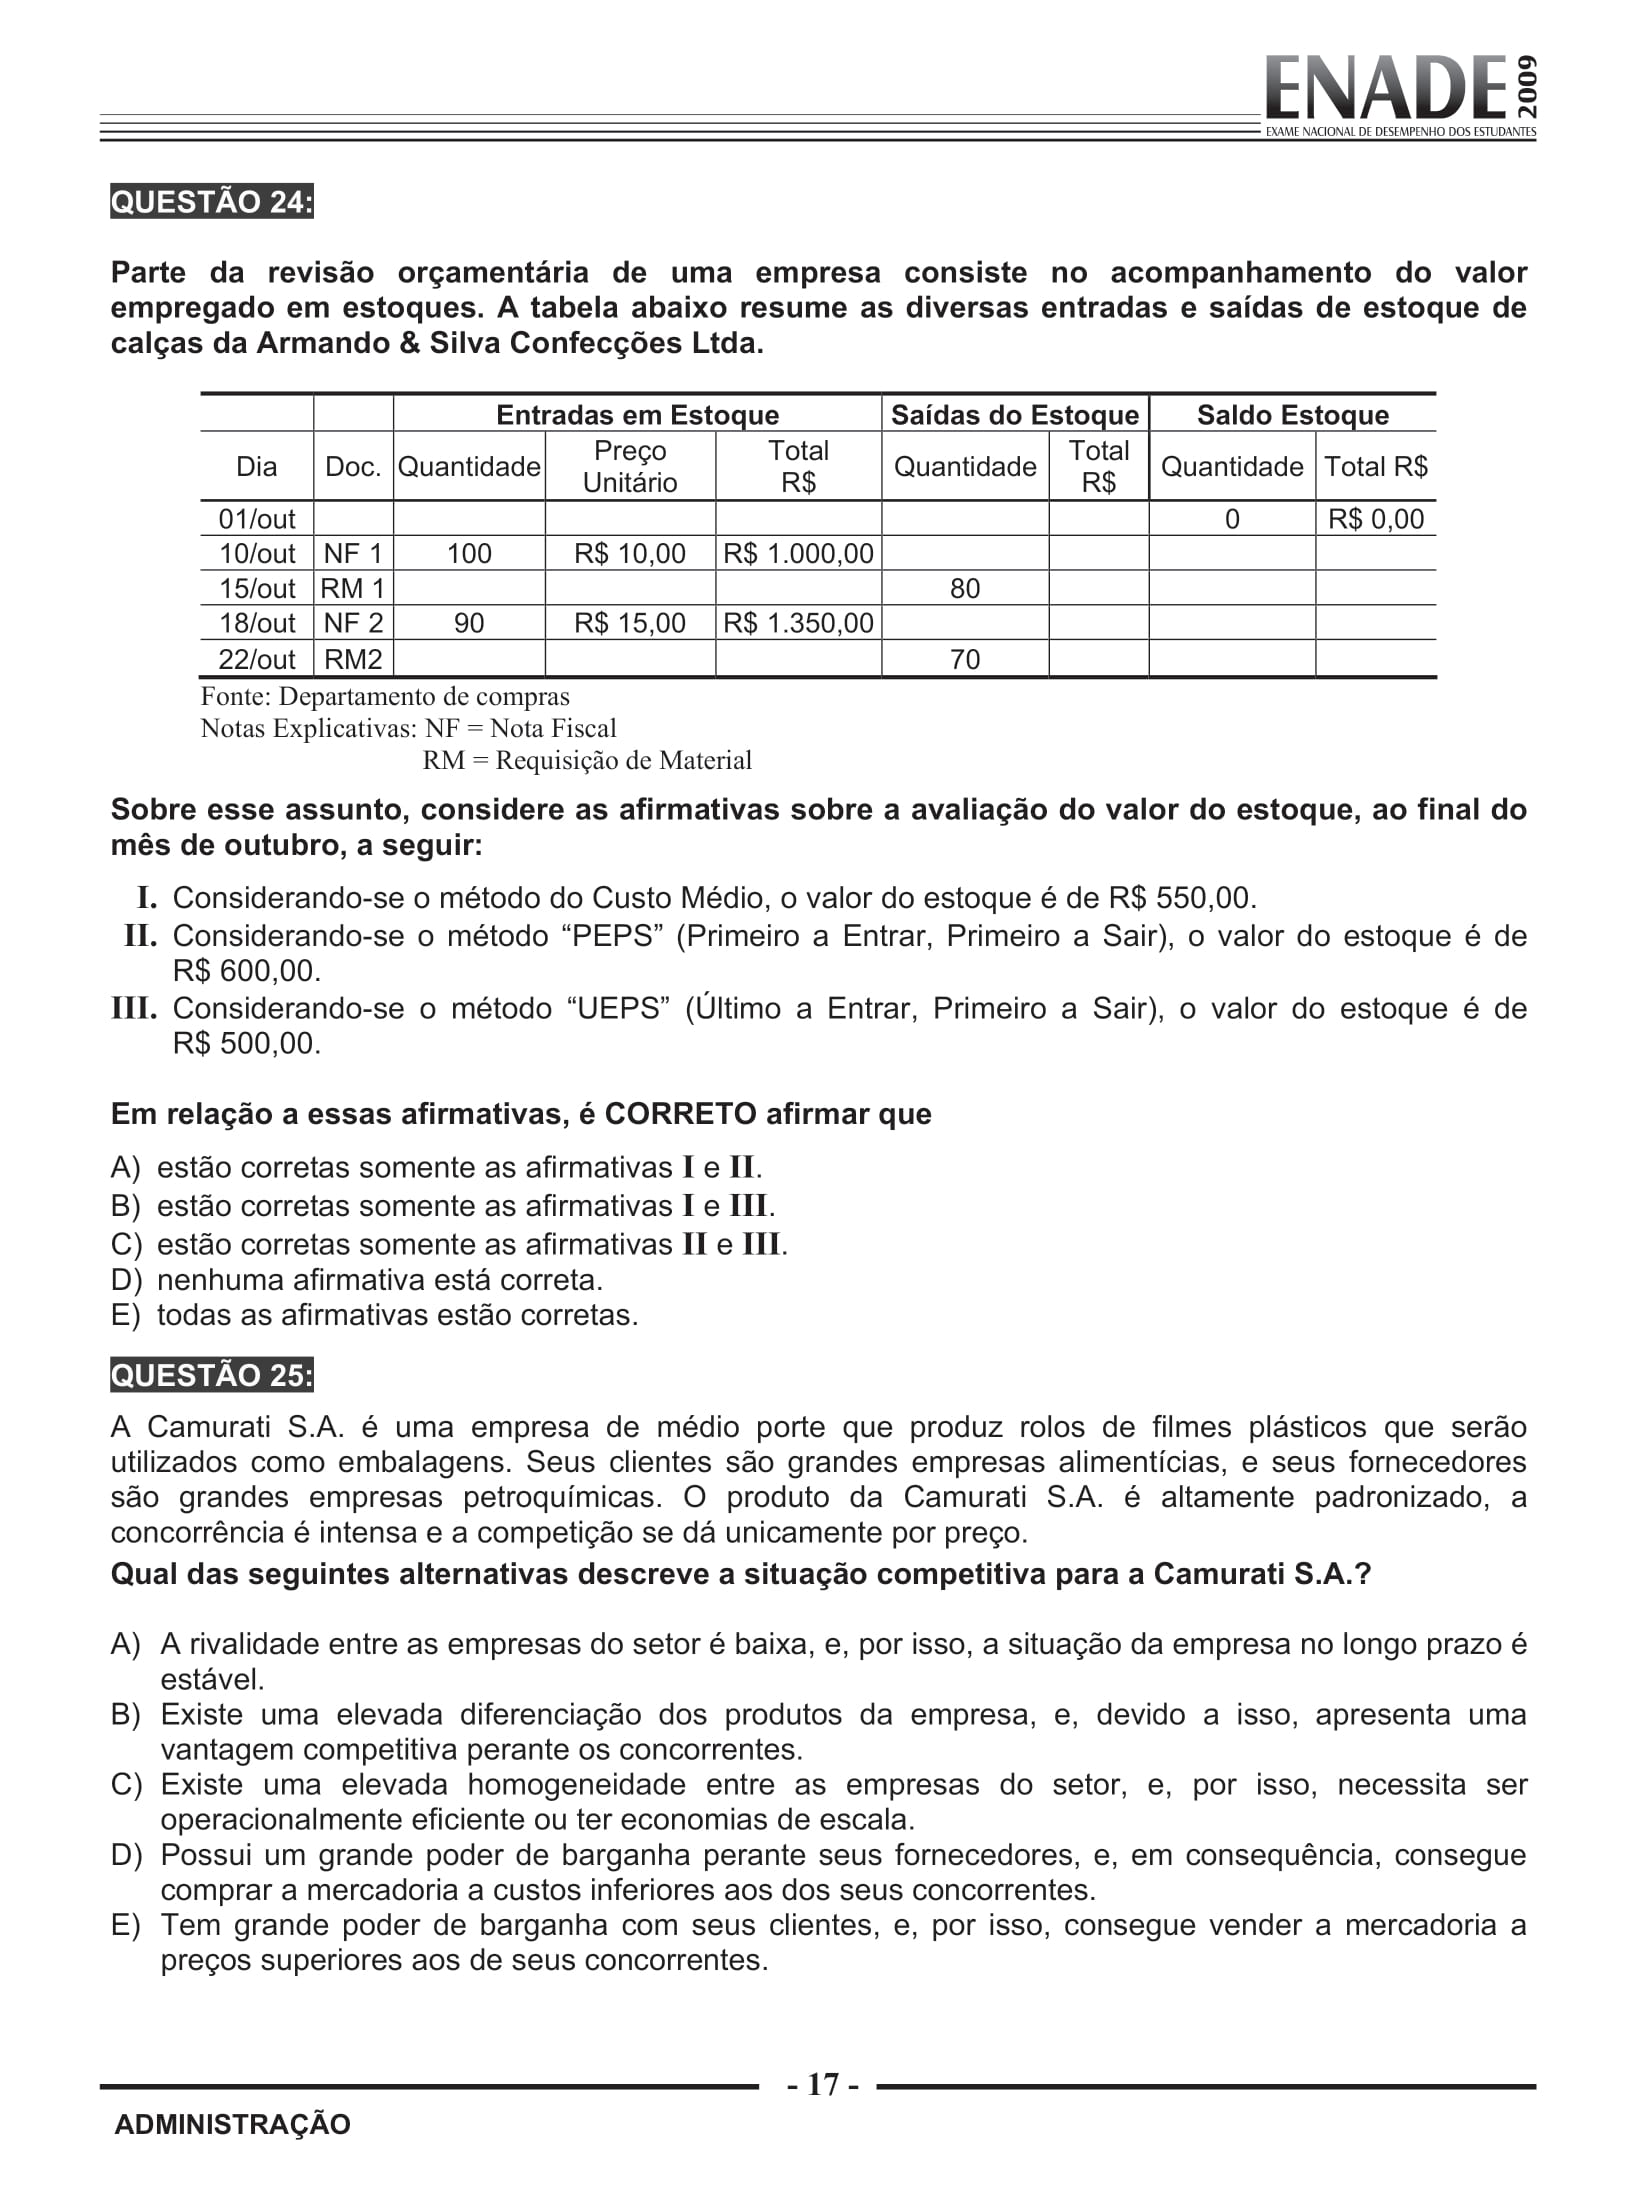 ENADE 2009
EXAME NACIONAL DE DESEMPENHO DOS ESTUDANTES
QUESTÃO 24:
Parte da revisão orçamentária de uma empresa consiste no acompanhamento do valor
empregado em estoques. A tabela abaixo resume as diversas entradas e saídas de estoque de
calças da Armando & Silva Confecções Ltda.
Entradas em Estoque Saídas do Estoque Saldo Estoque
Dia Doc. Quantidade Preço Unitário Total R$ Quantidade Total R$ Quantidade Total R$
01/out 0 R$ 0,00
10/out NF 1 100 R$ 10,00 R$ 1.000,00
15/out RM 1 80
18/out NF 2 90 R$ 15,00 R$ 1.350,00
22/out RM2 70
Fonte: Departamento de compras
Notas Explicativas: NF = Nota Fiscal
RM = Requisição de Material
Sobre esse assunto, considere as afirmativas sobre a avaliação do valor do estoque, ao final do
mês de outubro, a seguir:
I. Considerando-se o método do Custo Médio, o valor do estoque é de R$ 550,00.
II. Considerando-se o método “PEPS” (Primeiro a Entrar, Primeiro a Sair), o valor do estoque é de
R$ 600,00.
III. Considerando-se o método “UEPS” (Último a Entrar, Primeiro a Sair), o valor do estoque é de
R$ 500,00.
Em relação a essas afirmativas, é CORRETO afirmar que
A) estão corretas somente as afirmativas I e II.
B) estão corretas somente as afirmativas I e III.
C) estão corretas somente as afirmativas II e III.
D) nenhuma afirmativa está correta.
E) todas as afirmativas estão corretas.
QUESTÃO 25:
A Camurati S.A. é uma empresa de médio porte que produz rolos de filmes plásticos que serão
utilizados como embalagens. Seus clientes são grandes empresas alimentícias, e seus fornecedores
são grandes empresas petroquímicas. O produto da Camurati S.A. é altamente padronizado, a
concorrência é intensa e a competição se dá unicamente por preço.
Qual das seguintes alternativas descreve a situação competitiva para a Camurati S.A.?
A) A rivalidade entre as empresas do setor é baixa, e, por isso, a situação da empresa no longo prazo é
estável.
B) Existe uma elevada diferenciação dos produtos da empresa, e, devido a isso, apresenta uma
vantagem competitiva perante os concorrentes.
C) Existe uma elevada homogeneidade entre as empresas do setor, e, por isso, necessita ser
operacionalmente eficiente ou ter economias de escala.
D) Possui um grande poder de barganha perante seus fornecedores, e, em consequência, consegue
comprar a mercadoria a custos inferiores aos dos seus concorrentes.
E) Tem grande poder de barganha com seus clientes, e, por isso, consegue vender a mercadoria a
preços superiores aos de seus concorrentes.
- 17 -
ADMINISTRAÇÃO